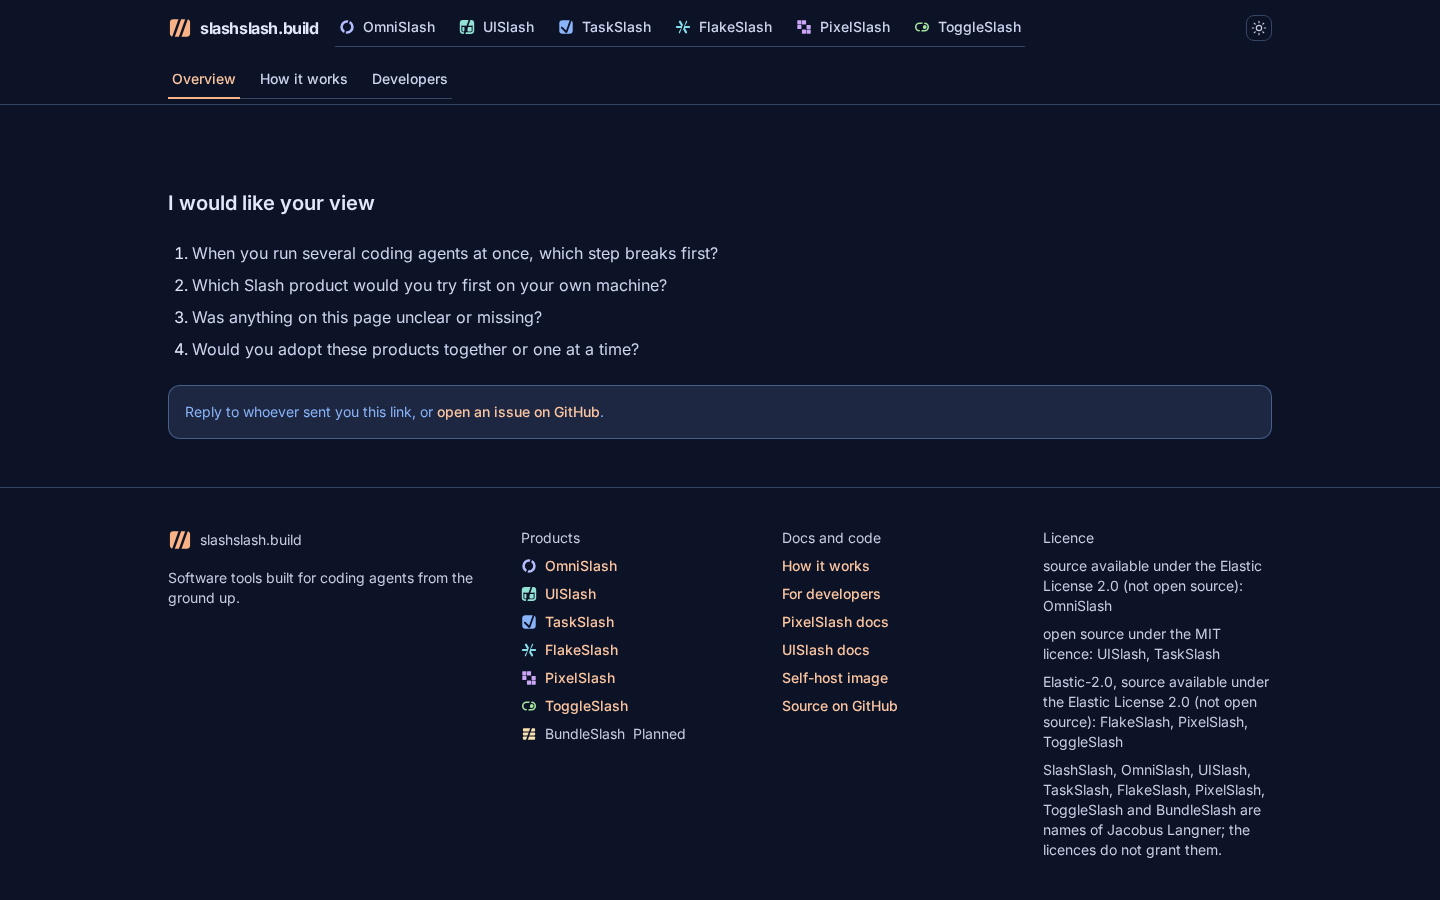 slashslash.build
OmniSlash
UISlash
TaskSlash
FlakeSlash
PixelSlash
ToggleSlash
Overview
How it works
Developers
I would like your view
1. When you run several coding agents at once, which step breaks first?
2. Which Slash product would you try first on your own machine?
3. Was anything on this page unclear or missing?
4. Would you adopt these products together or one at a time?
Reply to whoever sent you this link, or open an issue on GitHub.
slashslash.build
Software tools built for coding agents from the
ground up.
Products
OmniSlash
UISlash
TaskSlash
FlakeSlash
PixelSlash
ToggleSlash
BundleSlash Planned
Docs and code
How it works
For developers
PixelSlash docs
UISlash docs
Self-host image
Source on GitHub
Licence
source available under the Elastic
License 2.0 (not open source):
OmniSlash
open source under the MIT
licence: UISlash, TaskSlash
Elastic-2.0, source available under
the Elastic License 2.0 (not open
source): FlakeSlash, PixelSlash,
ToggleSlash
SlashSlash, OmniSlash, UISlash,
TaskSlash, FlakeSlash, PixelSlash,
ToggleSlash and BundleSlash are
names of Jacobus Langner; the
licences do not grant them.